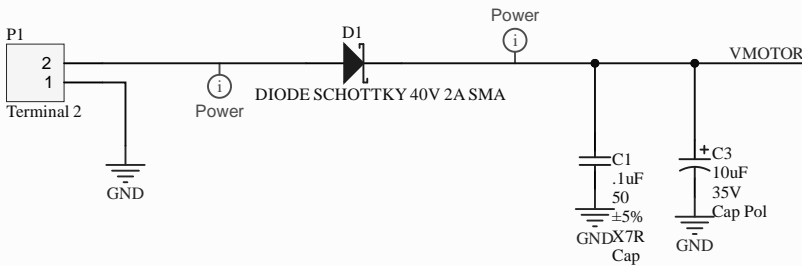 Power
i
D1
P1
VMOTOR
2
1
i
Power
DIODE SCHOTTKY 40V 2A SMA
Terminal 2
GND
C1
.1uF
50
±5%
X7R
Cap
GND
+
C3
10uF
35V
Cap Pol
GND